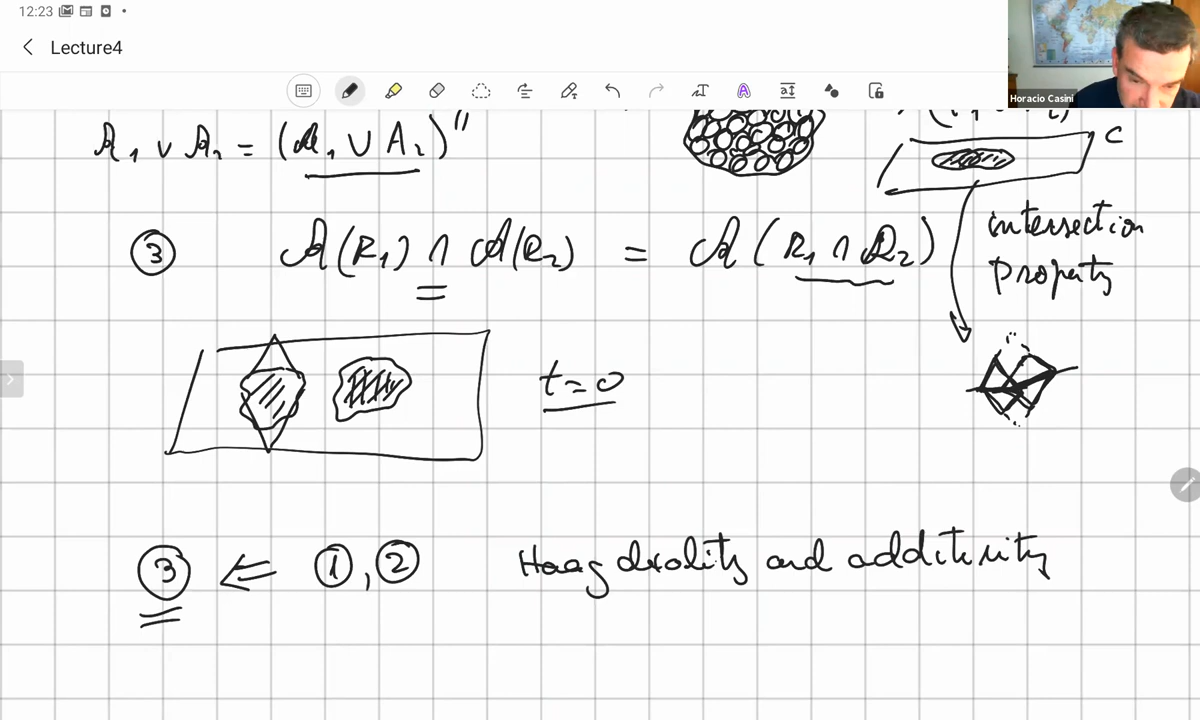 12:23
Lecture4
Horacio Casini
A₁ ∨ A₂ = (A₁ ∪ A₂)″
C
③ A(R₁) ∩ A(R₂) = A(R₁ ∩ R₂)
intersection
property
t=0
③ ⇐ ①, ② Haag duality and additivity